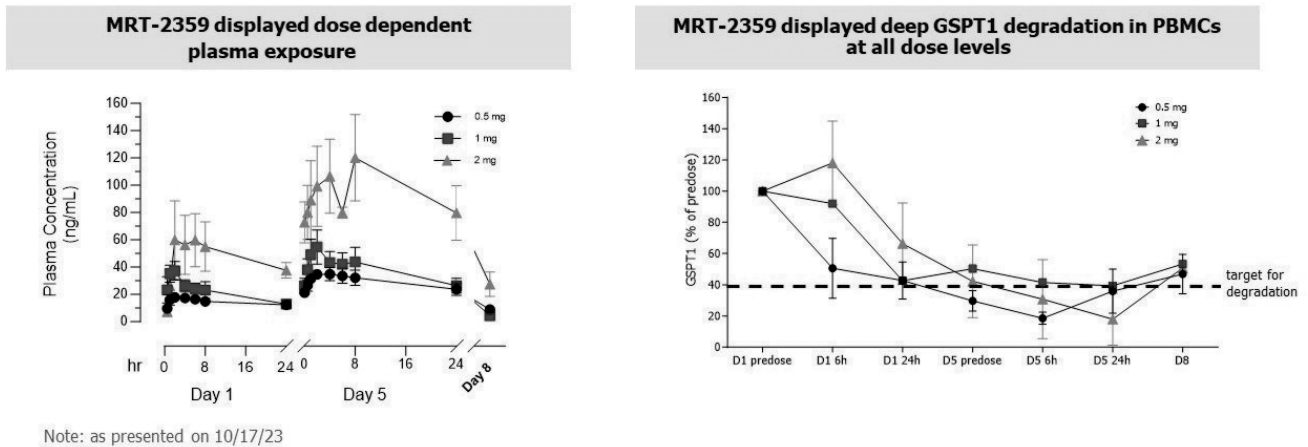 MRT-2359 displayed dose dependent
plasma exposure
Plasma Concentration
(ng/mL)
160
140
120
100
80
60
40
20
0
0.5 mg
1 mg
2 mg
hr
0
8
16
24
0
8
16
24
Day 1
Day 5
Day 8
Note: as presented on 10/17/23
MRT-2359 displayed deep GSPT1 degradation in PBMCs
at all dose levels
GSPT1 (% of predose)
160
140
120
100
80
60
40
20
0
0.5 mg
1 mg
2 mg
target for
degradation
D1 predose
D1 6h
D1 24h
D5 predose
D5 6h
D5 24h
D8